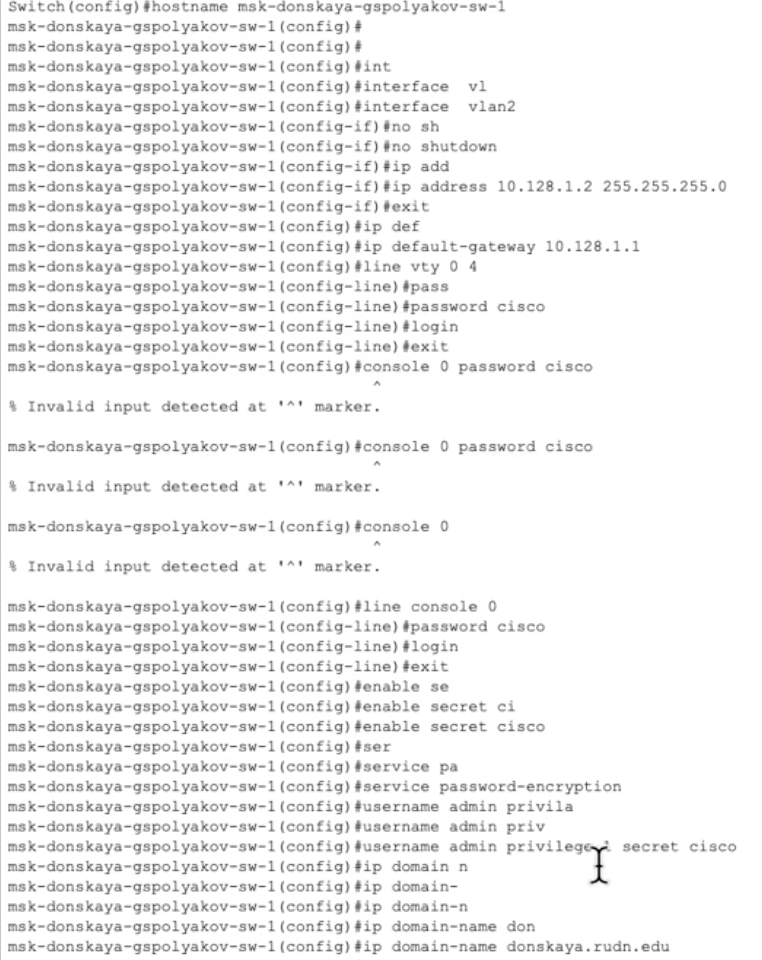 Switch(config)#hostname msk-donskaya-gspolyakov-sw-1
msk-donskaya-gspolyakov-sw-1(config)#
msk-donskaya-gspolyakov-sw-1(config)#
msk-donskaya-gspolyakov-sw-1(config)#int
msk-donskaya-gspolyakov-sw-1(config)#interface  vl
msk-donskaya-gspolyakov-sw-1(config)#interface  vlan2
msk-donskaya-gspolyakov-sw-1(config-if)#no sh
msk-donskaya-gspolyakov-sw-1(config-if)#no shutdown
msk-donskaya-gspolyakov-sw-1(config-if)#ip add
msk-donskaya-gspolyakov-sw-1(config-if)#ip address 10.128.1.2 255.255.255.0
msk-donskaya-gspolyakov-sw-1(config-if)#exit
msk-donskaya-gspolyakov-sw-1(config)#ip def
msk-donskaya-gspolyakov-sw-1(config)#ip default-gateway 10.128.1.1
msk-donskaya-gspolyakov-sw-1(config)#line vty 0 4
msk-donskaya-gspolyakov-sw-1(config-line)#pass
msk-donskaya-gspolyakov-sw-1(config-line)#password cisco
msk-donskaya-gspolyakov-sw-1(config-line)#login
msk-donskaya-gspolyakov-sw-1(config-line)#exit
msk-donskaya-gspolyakov-sw-1(config)#console 0 password cisco
^
% Invalid input detected at '^' marker.
msk-donskaya-gspolyakov-sw-1(config)#console 0 password cisco
^
% Invalid input detected at '^' marker.
msk-donskaya-gspolyakov-sw-1(config)#console 0
^
% Invalid input detected at '^' marker.
msk-donskaya-gspolyakov-sw-1(config)#line console 0
msk-donskaya-gspolyakov-sw-1(config-line)#password cisco
msk-donskaya-gspolyakov-sw-1(config-line)#login
msk-donskaya-gspolyakov-sw-1(config-line)#exit
msk-donskaya-gspolyakov-sw-1(config)#enable se
msk-donskaya-gspolyakov-sw-1(config)#enable secret ci
msk-donskaya-gspolyakov-sw-1(config)#enable secret cisco
msk-donskaya-gspolyakov-sw-1(config)#ser
msk-donskaya-gspolyakov-sw-1(config)#service pa
msk-donskaya-gspolyakov-sw-1(config)#service password-encryption
msk-donskaya-gspolyakov-sw-1(config)#username admin privila
msk-donskaya-gspolyakov-sw-1(config)#username admin priv
msk-donskaya-gspolyakov-sw-1(config)#username admin privilege 1 secret cisco
msk-donskaya-gspolyakov-sw-1(config)#ip domain n
msk-donskaya-gspolyakov-sw-1(config)#ip domain-
msk-donskaya-gspolyakov-sw-1(config)#ip domain-n
msk-donskaya-gspolyakov-sw-1(config)#ip domain-name don
msk-donskaya-gspolyakov-sw-1(config)#ip domain-name donskaya.rudn.edu